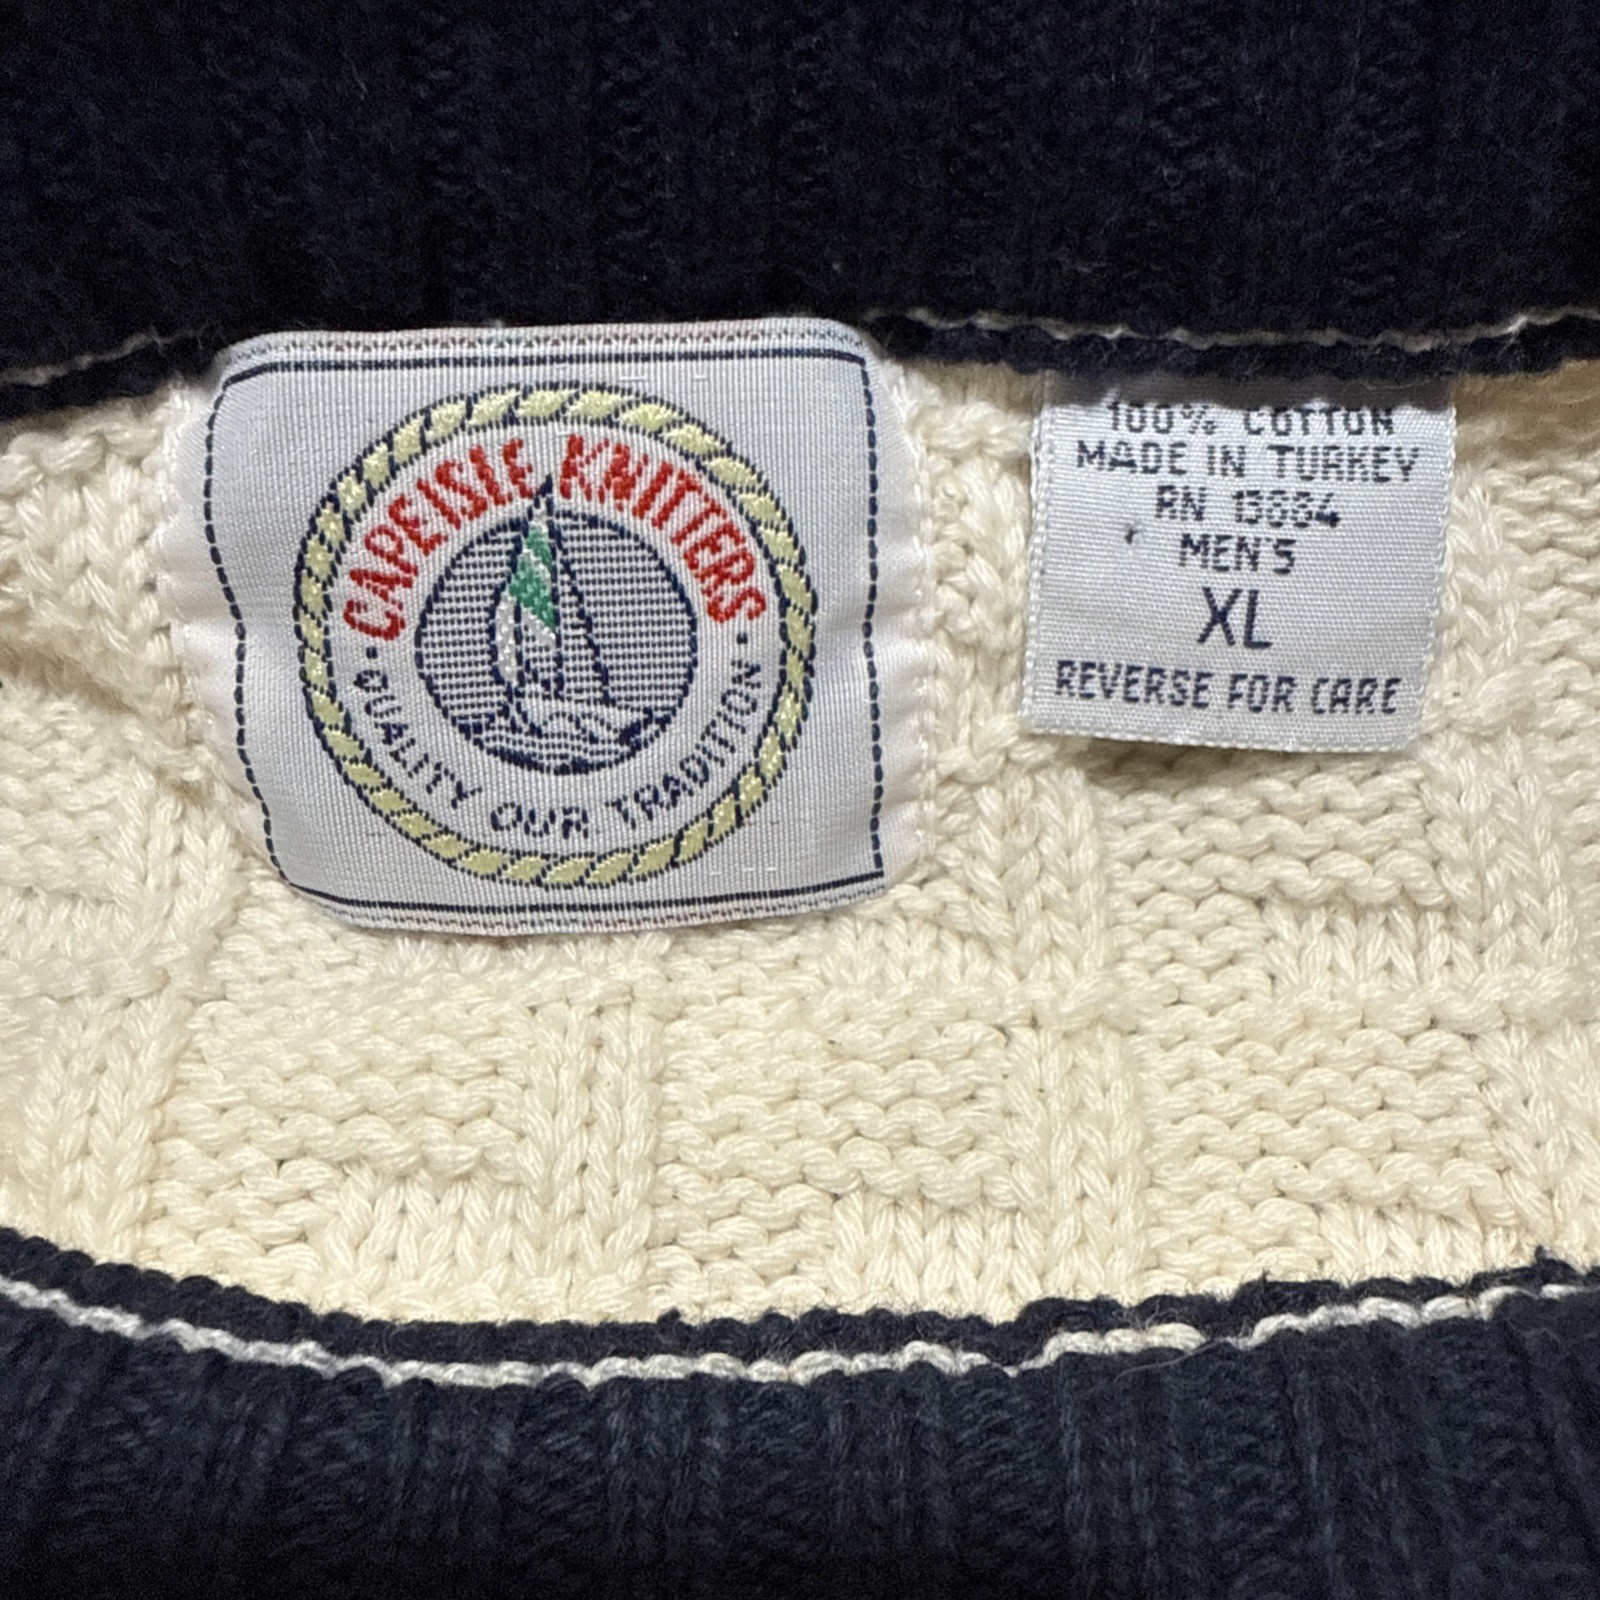 CAPEISLE KNITTERS
• QUALITY OUR TRADITION •
100% COTTON
MADE IN TURKEY
RN 13884
MEN'S
XL
REVERSE FOR CARE